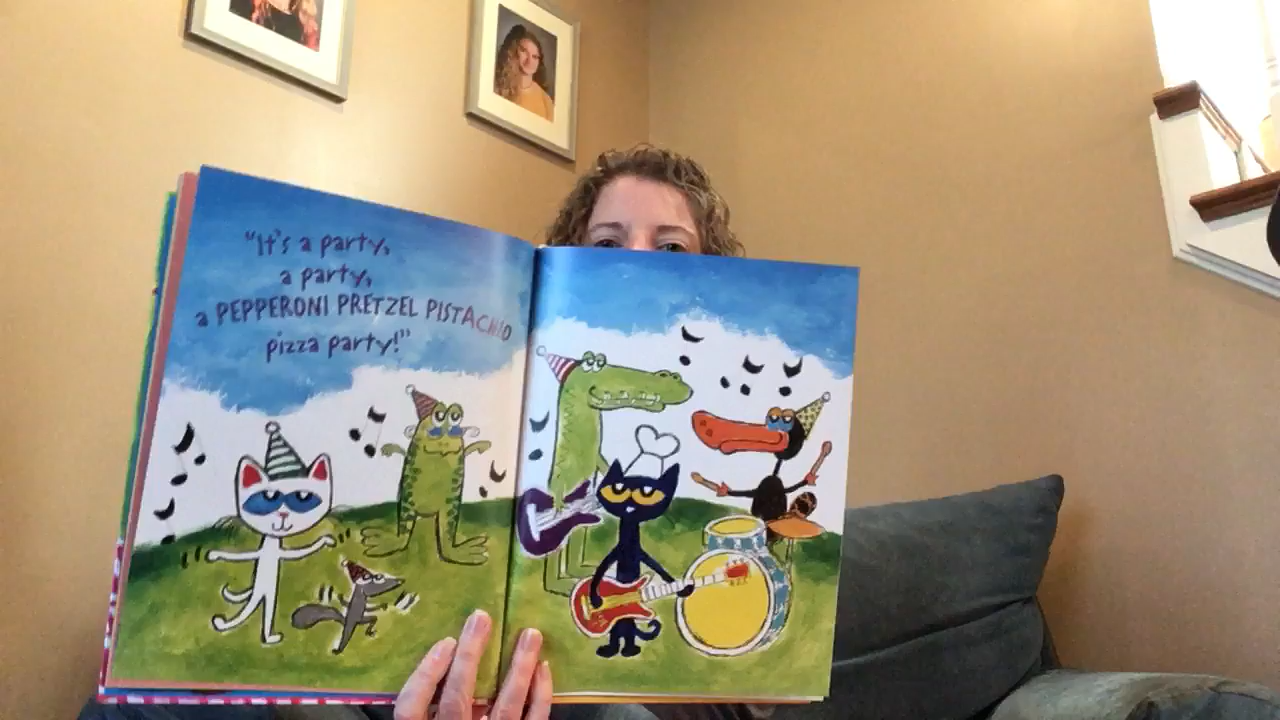 "It's a party,
a party,
a PEPPERONI PRETZEL PISTACHIO
pizza party!"